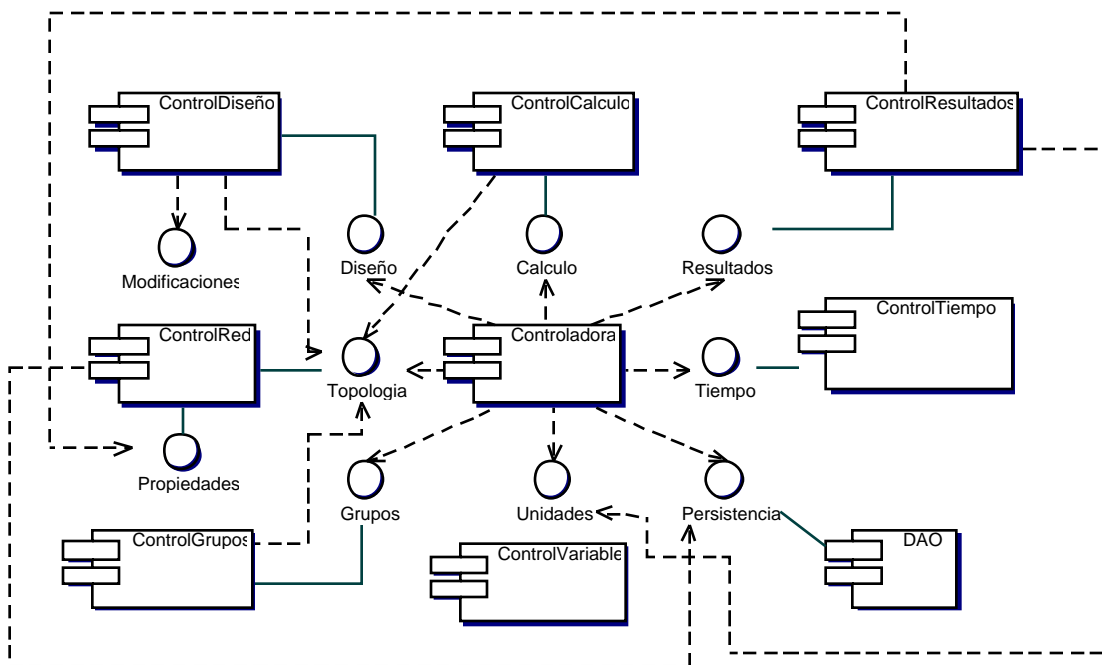 ControlDiseño
ControlCalculo
ControlResultados
Modificaciones
Diseño
Calculo
Resultados
ControlTiempo
ControlRed
Controladora
Topologia
Tiempo
Propiedades
Grupos
Unidades
Persistencia
ControlGrupos
ControlVariable
DAO